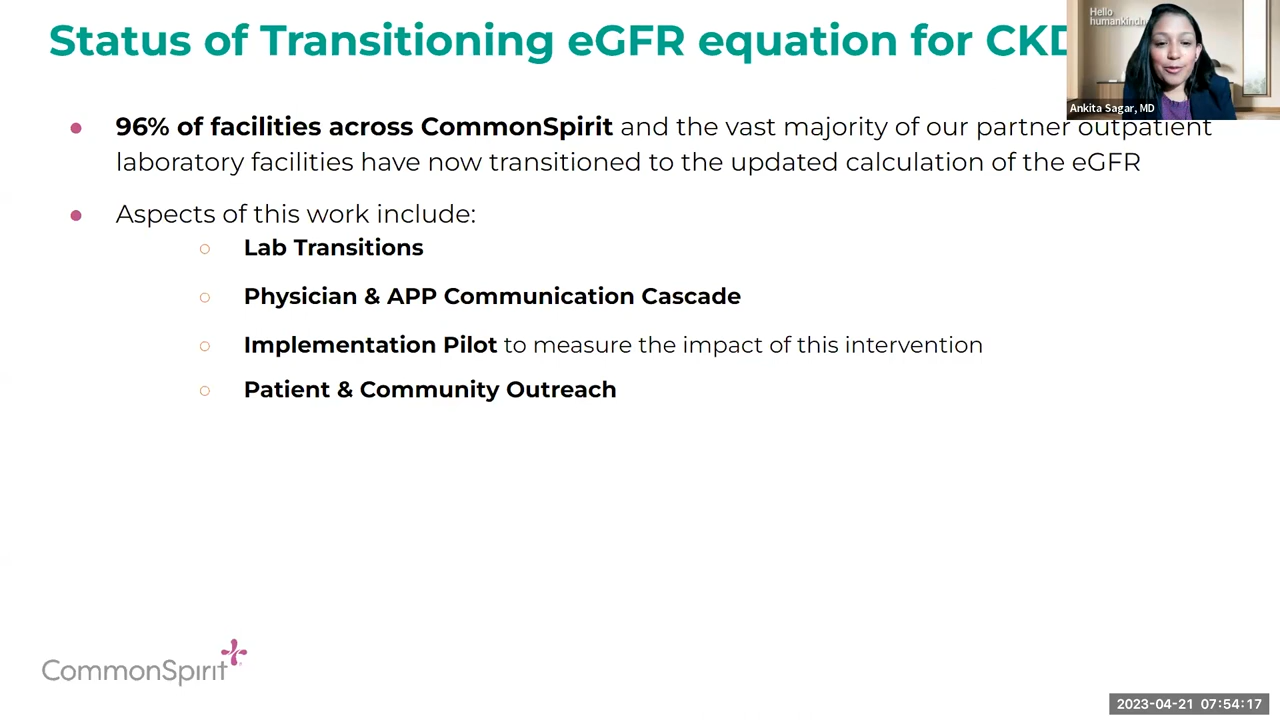 Status of Transitioning eGFR equation for CKD
Hello
humankindness
Ankita Sagar, MD
● 96% of facilities across CommonSpirit and the vast majority of our partner outpatient
laboratory facilities have now transitioned to the updated calculation of the eGFR
● Aspects of this work include:
○ Lab Transitions
○ Physician & APP Communication Cascade
○ Implementation Pilot to measure the impact of this intervention
○ Patient & Community Outreach
CommonSpirit
2023-04-21 07:54:17